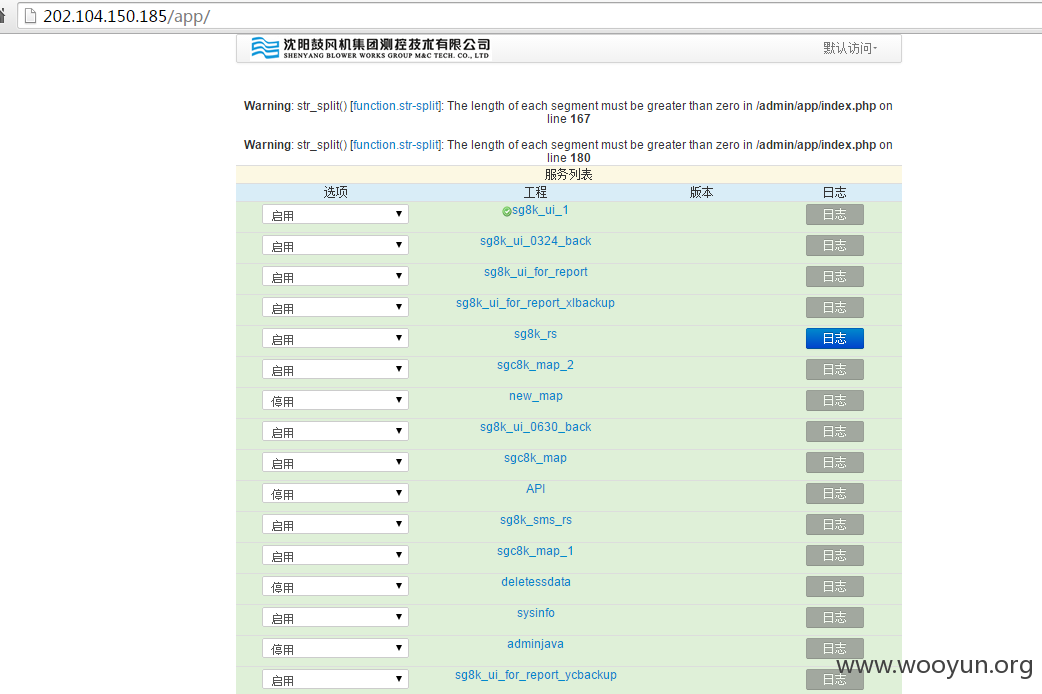 202.104.150.185/app/
沈阳鼓风机集团测控技术有限公司
SHENYANG BLOWER WORKS GROUP M&C TECH. CO., LTD
默认访问-
Warning: str_split() [function.str-split]: The length of each segment must be greater than zero in /admin/app/index.php on
line 167
Warning: str_split() [function.str-split]: The length of each segment must be greater than zero in /admin/app/index.php on
line 180
服务列表
选项 工程 版本 日志
启用 sg8k_ui_1 日志
启用 sg8k_ui_0324_back 日志
启用 sg8k_ui_for_report 日志
启用 sg8k_ui_for_report_xlbackup 日志
启用 sg8k_rs 日志
启用 sgc8k_map_2 日志
停用 new_map 日志
启用 sg8k_ui_0630_back 日志
启用 sgc8k_map 日志
停用 API 日志
启用 sg8k_sms_rs 日志
启用 sgc8k_map_1 日志
停用 deletessdata 日志
启用 sysinfo 日志
停用 adminjava 日志
启用 sg8k_ui_for_report_ycbackup 日志
www.wooyun.org